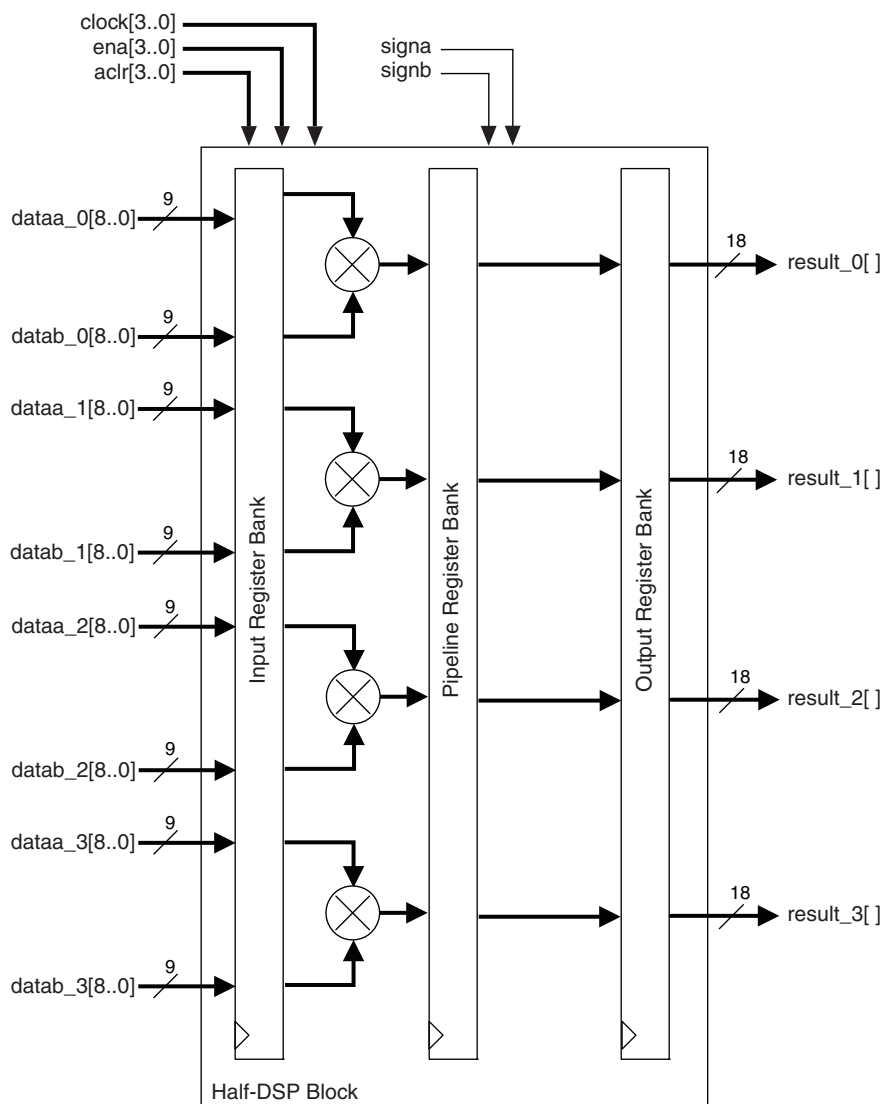 clock[3..0]
ena[3..0]
aclr[3..0]
signa
signb
9
dataa_0[8..0]
18
result_0[ ]
9
datab_0[8..0]
9
dataa_1[8..0]
18
result_1[ ]
9
datab_1[8..0]
9
dataa_2[8..0]
Input Register Bank
Pipeline Register Bank
Output Register Bank
18
result_2[ ]
9
datab_2[8..0]
9
dataa_3[8..0]
18
result_3[ ]
9
datab_3[8..0]
Half-DSP Block